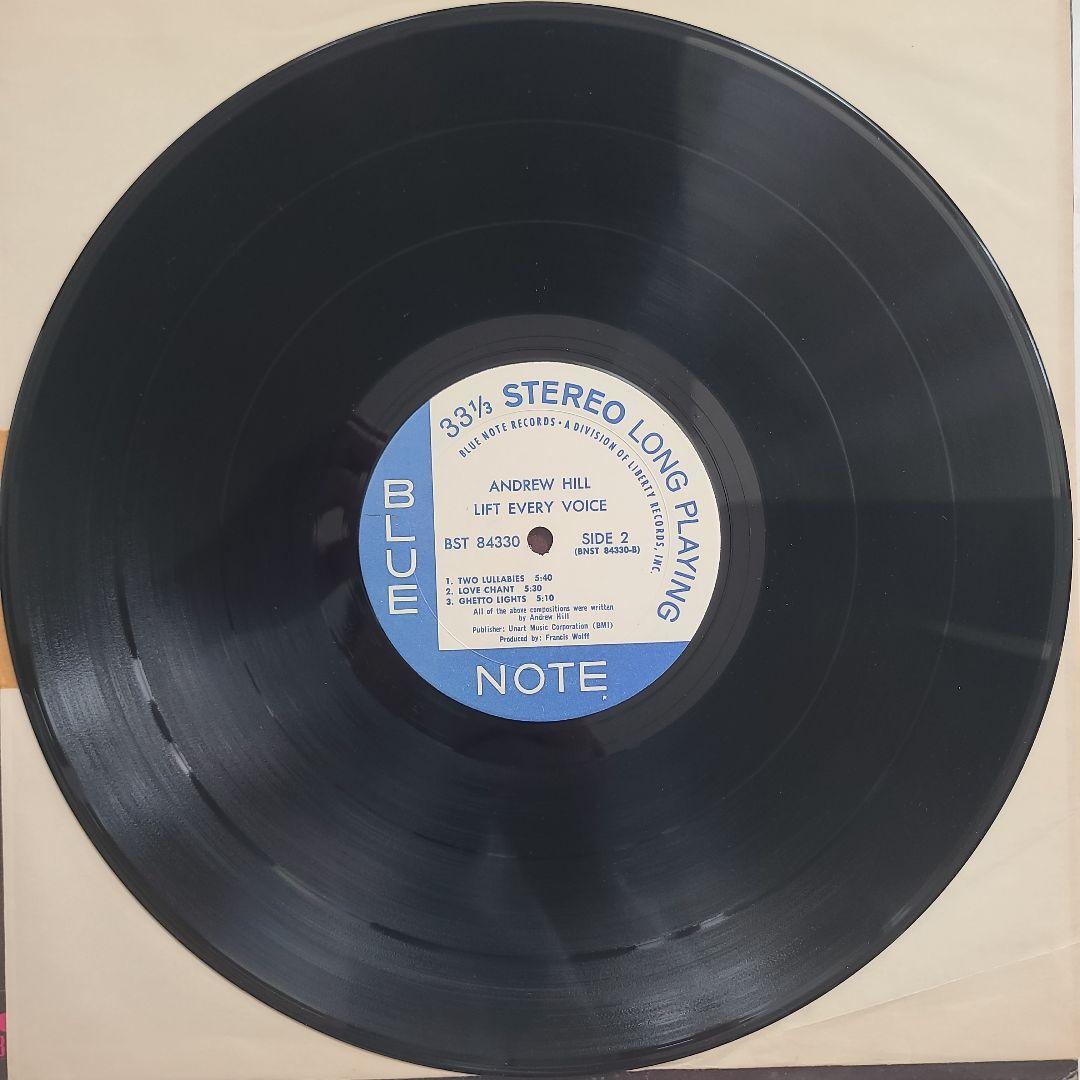 33⅓ STEREO LONG PLAYING
BLUE NOTE RECORDS • A DIVISION OF LIBERTY RECORDS, INC.
ANDREW HILL
LIFT EVERY VOICE
BST 84330
SIDE 2
(BNST 84330-B)
1. TWO LULLABIES 5:40
2. LOVE CHANT 5:30
3. GHETTO LIGHTS 5:10
All of the above compositions were written
by Andrew Hill
Publisher: Unart Music Corporation (BMI)
Produced by: Francis Wolff
BLUE
NOTE